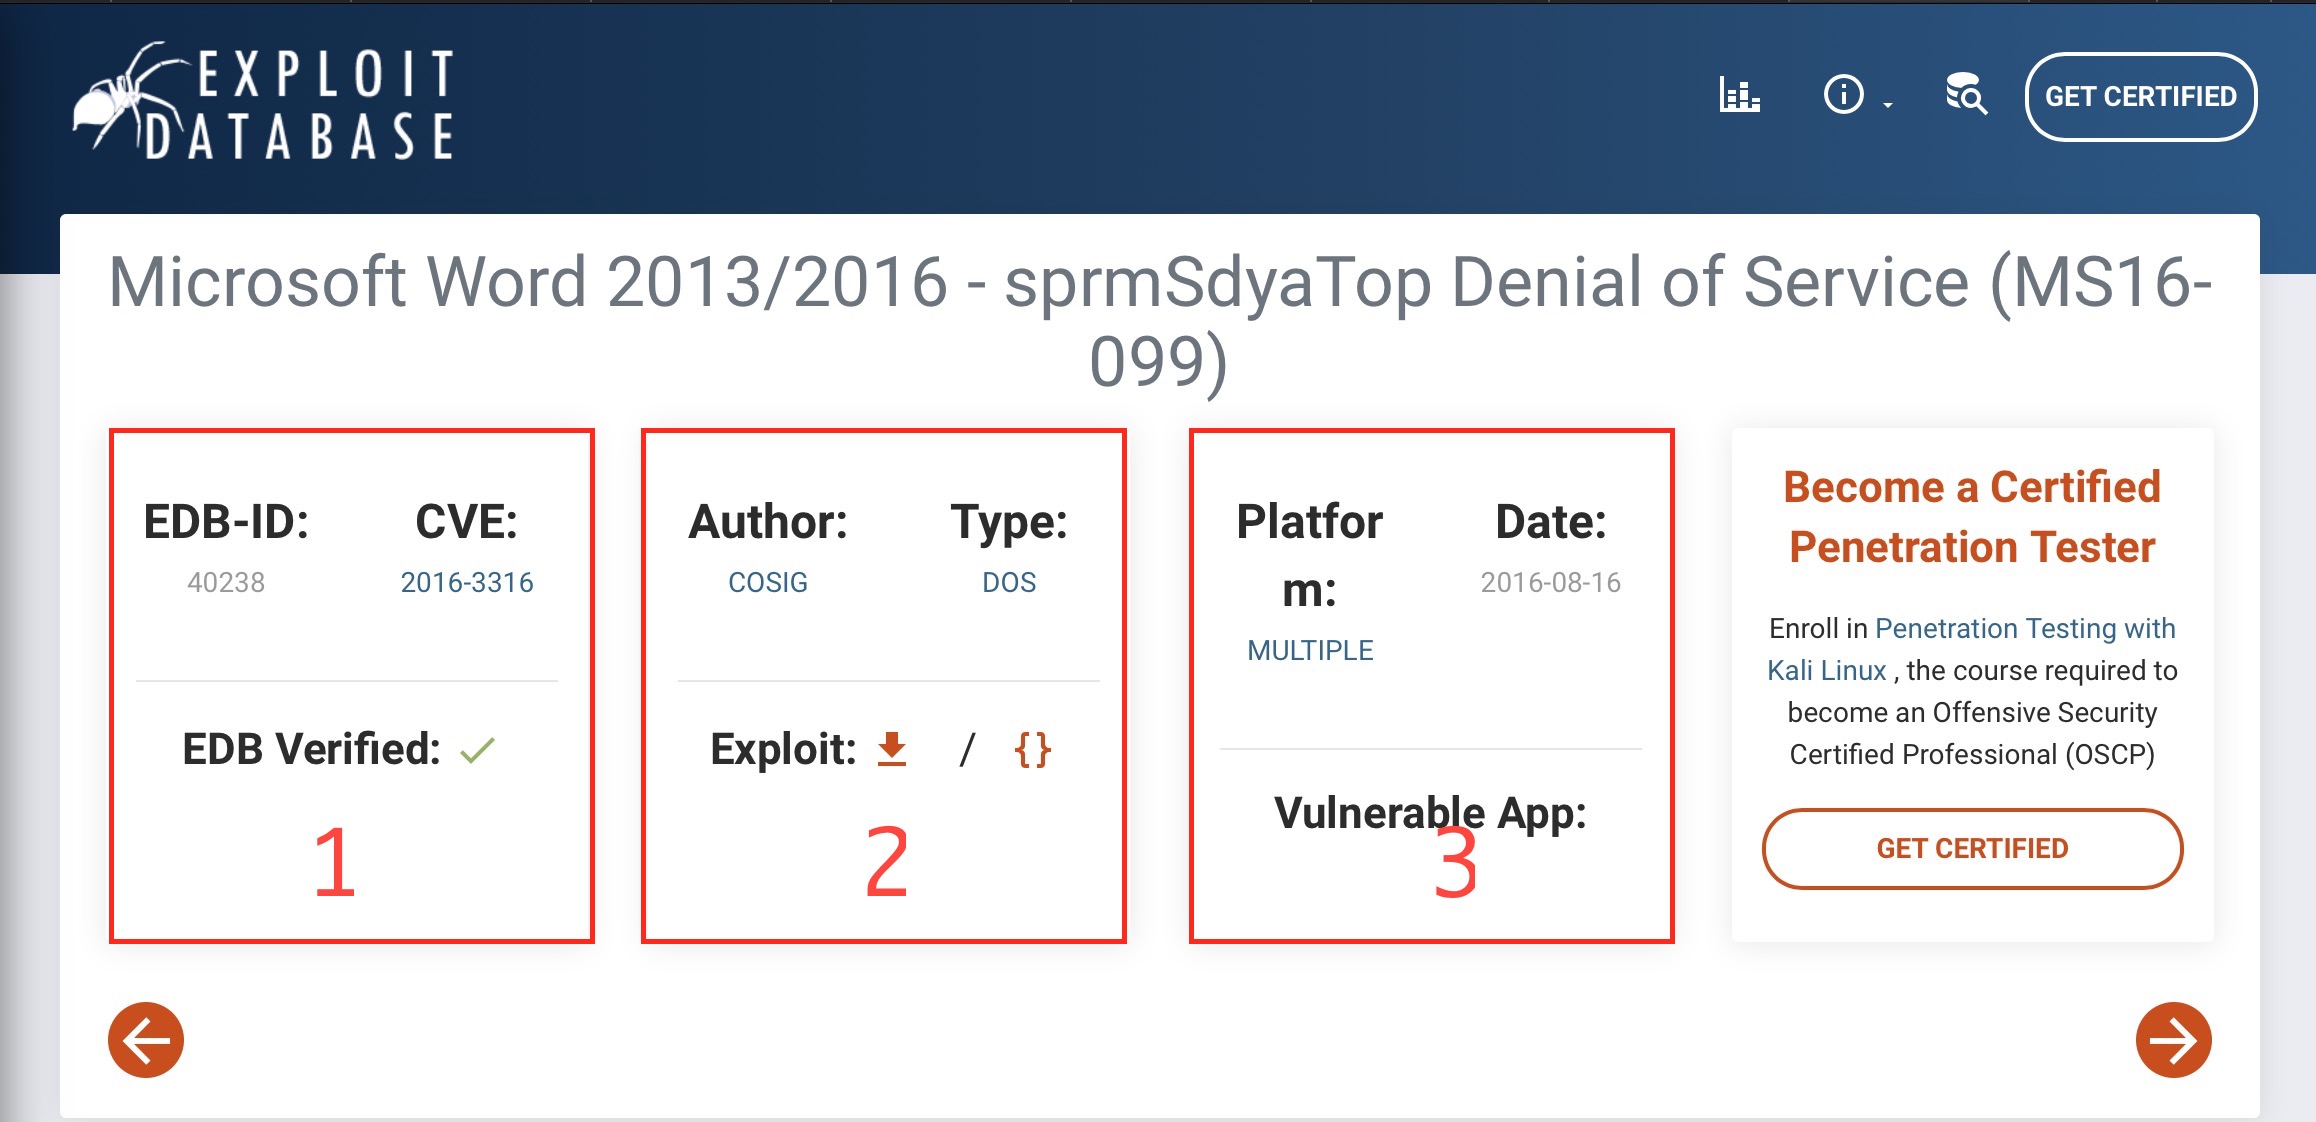 EXPLOIT
DATABASE
GET CERTIFIED
Microsoft Word 2013/2016 - sprmSdyaTop Denial of Service (MS16-
099)
EDB-ID:
40238
CVE:
2016-3316
EDB Verified:
1
Author:
COSIG
Type:
DOS
Exploit: / {}
2
Platfor
m:
MULTIPLE
Date:
2016-08-16
Vulnerable App:
3
Become a Certified
Penetration Tester
Enroll in Penetration Testing with
Kali Linux , the course required to
become an Offensive Security
Certified Professional (OSCP)
GET CERTIFIED